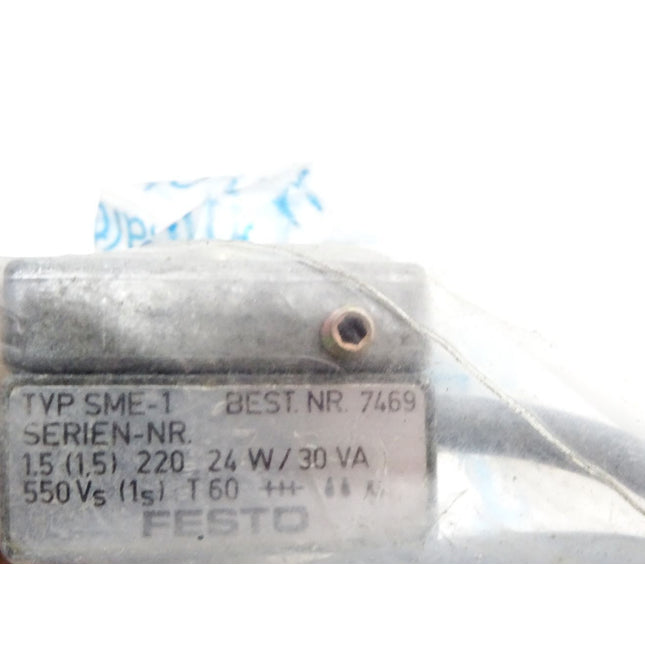 TYP SME-1 BEST. NR. 7469
SERIEN-NR.
1.5 (1,5) 220 24 W / 30 VA
550 Vs (1s) T 60
FESTO